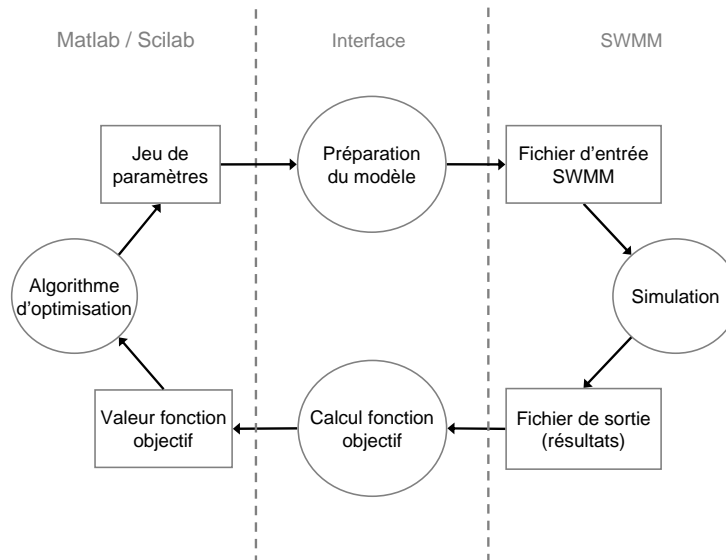 Matlab / Scilab
Interface
SWMM
Jeu de
paramètres
Préparation
du modèle
Fichier d'entrée
SWMM
Algorithme
d'optimisation
Simulation
Valeur fonction
objectif
Calcul fonction
objectif
Fichier de sortie
(résultats)